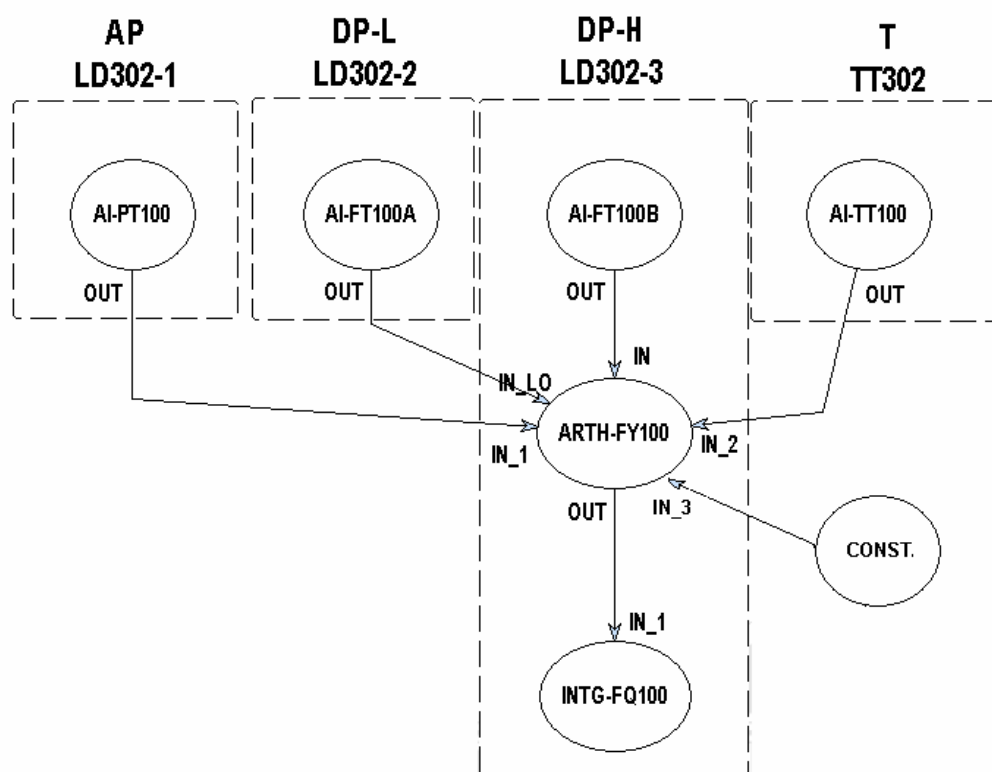 AP
LD302-1
DP-L
LD302-2
DP-H
LD302-3
T
TT302
AI-PT100
AI-FT100A
AI-FT100B
AI-TT100
OUT
OUT
OUT
OUT
IN
IN_LO
ARTH-FY100
IN_1
IN_2
OUT
IN_3
CONST.
IN_1
INTG-FQ100